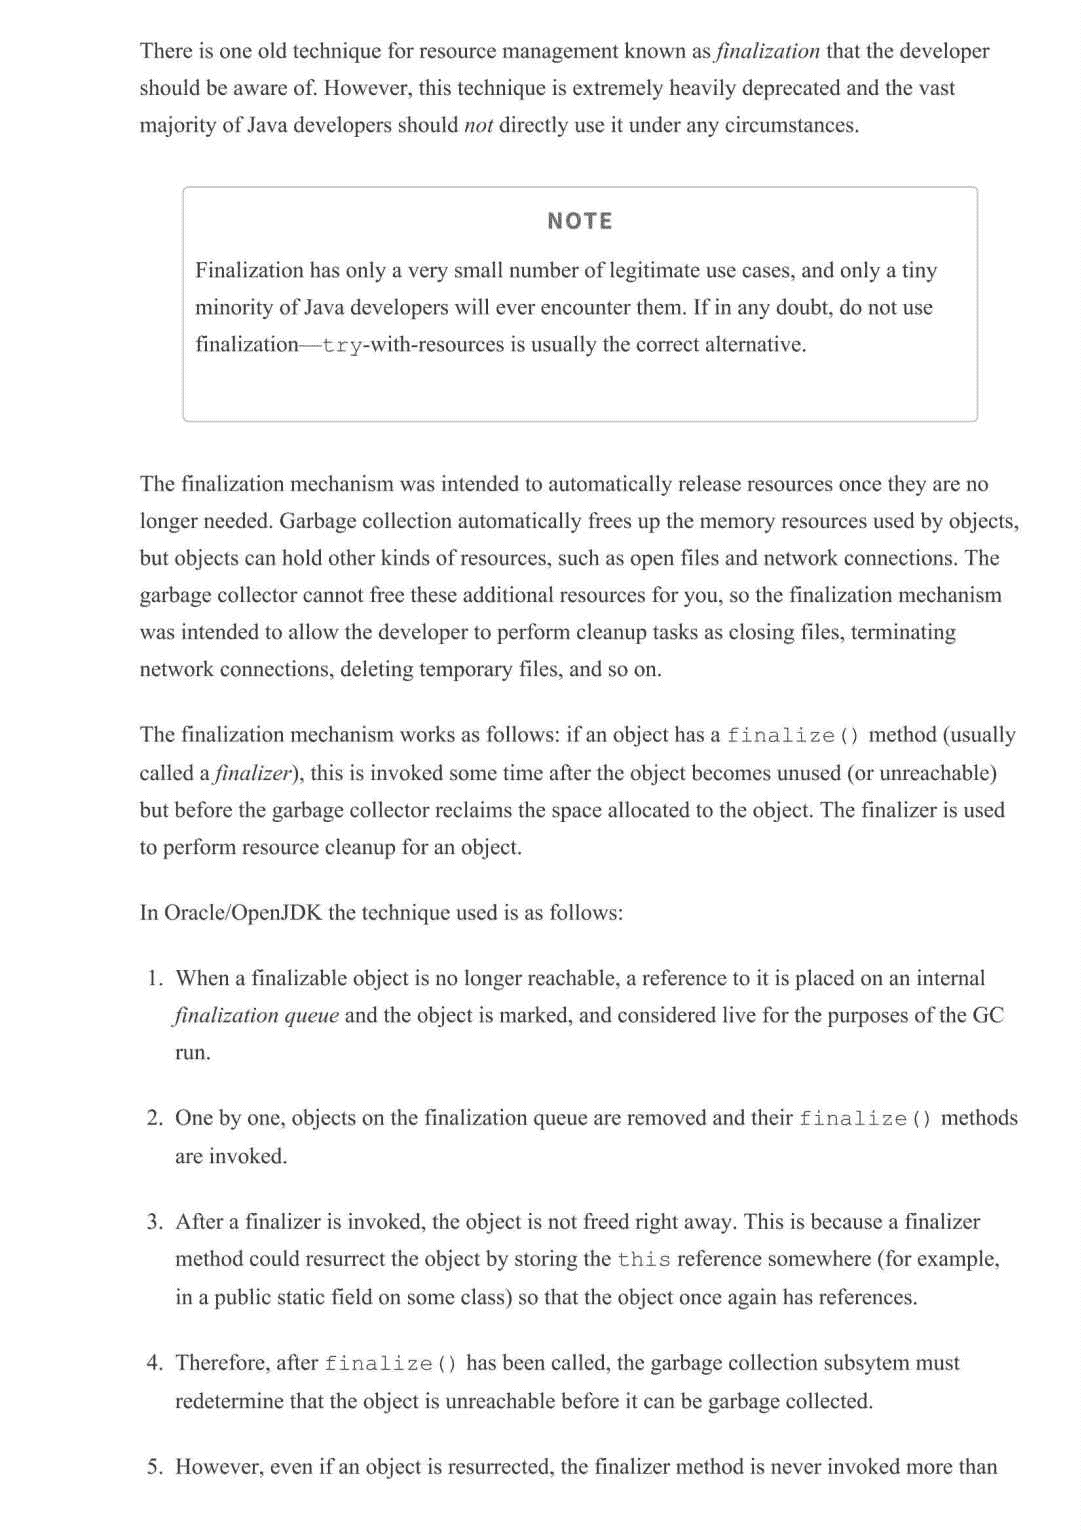 There is one old technique for resource management known as finalization that the developer
should be aware of. However, this technique is extremely heavily deprecated and the vast
majority of Java developers should not directly use it under any circumstances.
NOTE
Finalization has only a very small number of legitimate use cases, and only a tiny
minority of Java developers will ever encounter them. If in any doubt, do not use
finalization—try-with-resources is usually the correct alternative.
The finalization mechanism was intended to automatically release resources once they are no
longer needed. Garbage collection automatically frees up the memory resources used by objects,
but objects can hold other kinds of resources, such as open files and network connections. The
garbage collector cannot free these additional resources for you, so the finalization mechanism
was intended to allow the developer to perform cleanup tasks as closing files, terminating
network connections, deleting temporary files, and so on.
The finalization mechanism works as follows: if an object has a finalize() method (usually
called a finalizer), this is invoked some time after the object becomes unused (or unreachable)
but before the garbage collector reclaims the space allocated to the object. The finalizer is used
to perform resource cleanup for an object.
In Oracle/OpenJDK the technique used is as follows:
1. When a finalizable object is no longer reachable, a reference to it is placed on an internal
finalization queue and the object is marked, and considered live for the purposes of the GC
run.
2. One by one, objects on the finalization queue are removed and their finalize() methods
are invoked.
3. After a finalizer is invoked, the object is not freed right away. This is because a finalizer
method could resurrect the object by storing the this reference somewhere (for example,
in a public static field on some class) so that the object once again has references.
4. Therefore, after finalize() has been called, the garbage collection subsytem must
redetermine that the object is unreachable before it can be garbage collected.
5. However, even if an object is resurrected, the finalizer method is never invoked more than